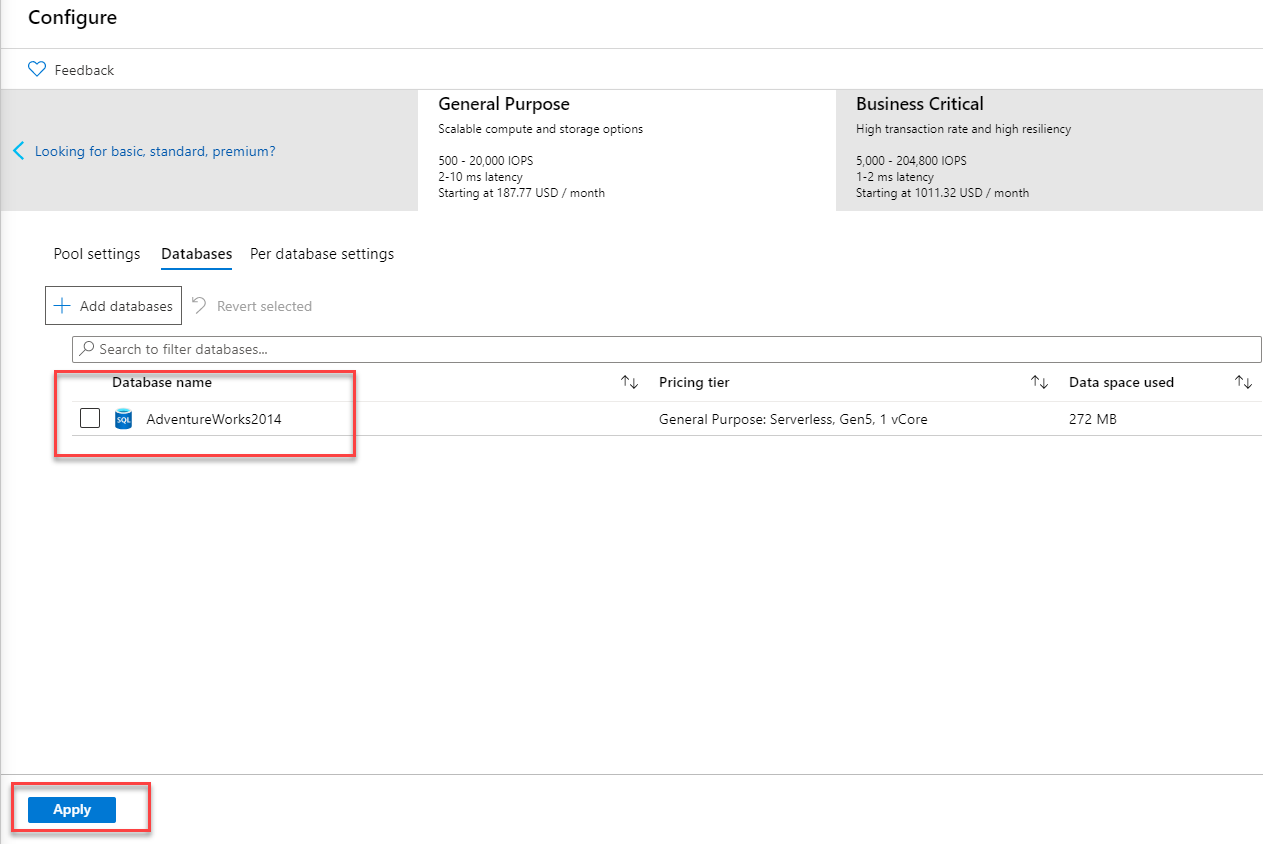 Configure
Feedback
Looking for basic, standard, premium?
General Purpose
Scalable compute and storage options
500 - 20,000 IOPS
2-10 ms latency
Starting at 187.77 USD / month
Business Critical
High transaction rate and high resiliency
5,000 - 204,800 IOPS
1-2 ms latency
Starting at 1011.32 USD / month
Pool settings Databases Per database settings
Add databases Revert selected
Search to filter databases...
Database name Pricing tier Data space used
SQL AdventureWorks2014 General Purpose: Serverless, Gen5, 1 vCore 272 MB
Apply